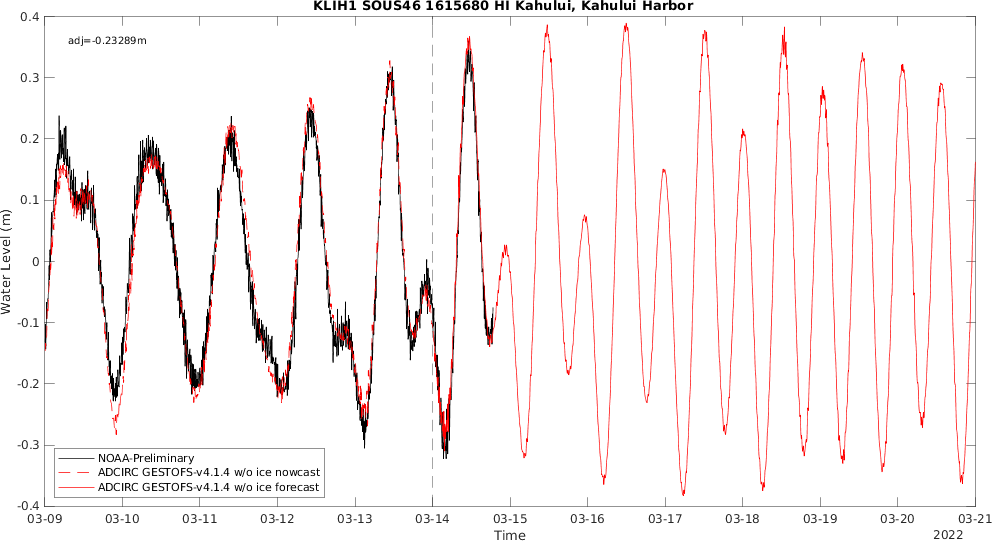 KLIH1 SOUS46 1615680 HI Kahului, Kahului Harbor
adj=-0.23289m
0.4
0.3
0.2
0.1
0
-0.1
-0.2
-0.3
-0.4
Water Level (m)
NOAA-Preliminary
ADCIRC GESTOFS-v4.1.4 w/o ice nowcast
ADCIRC GESTOFS-v4.1.4 w/o ice forecast
03-09 03-10 03-11 03-12 03-13 03-14 03-15 03-16 03-17 03-18 03-19 03-20 03-21
Time
2022